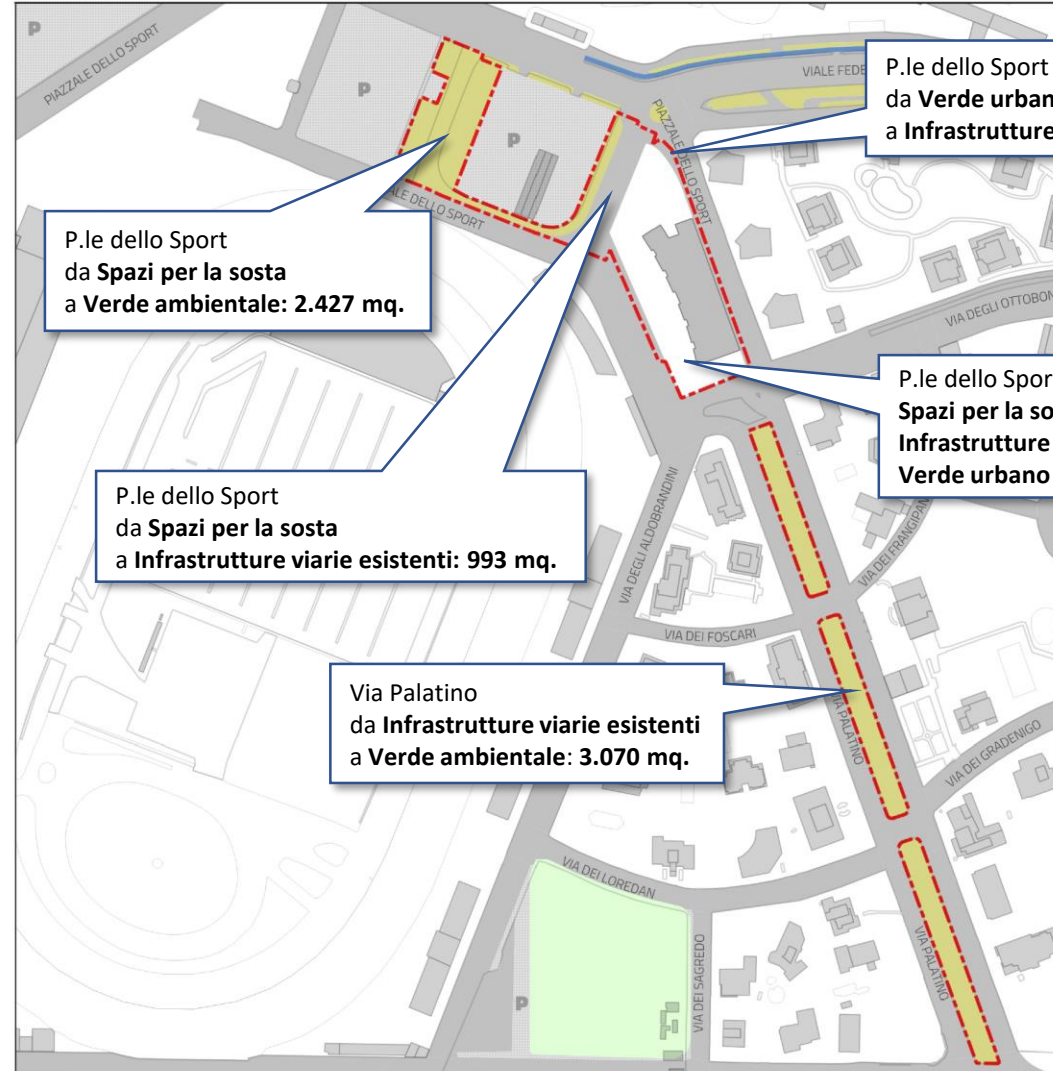 P
PIAZZALE DELLO SPORT
P
P
VIALE FEDE
P.le dello Sport
da Verde urban
a Infrastrutture
PIAZZALE DELLO SPORT
ALE DELLO SPORT
P.le dello Sport
da Spazi per la sosta
a Verde ambientale: 2.427 mq.
VIA DEGLI OTTOBON
P.le dello Spor
Spazi per la so
Infrastrutture
Verde urbano
P.le dello Sport
da Spazi per la sosta
a Infrastrutture viarie esistenti: 993 mq.
VIA DEGLI ALDOBRANDINI
VIA DEI FRANGIPAN
VIA DEI FOSCARI
Via Palatino
da Infrastrutture viarie esistenti
a Verde ambientale: 3.070 mq.
VIA PALATINO
VIA DEI GRADENIGO
VIA DEI LOREDAN
VIA DEI SAGREDO
VIA PALATINO
P